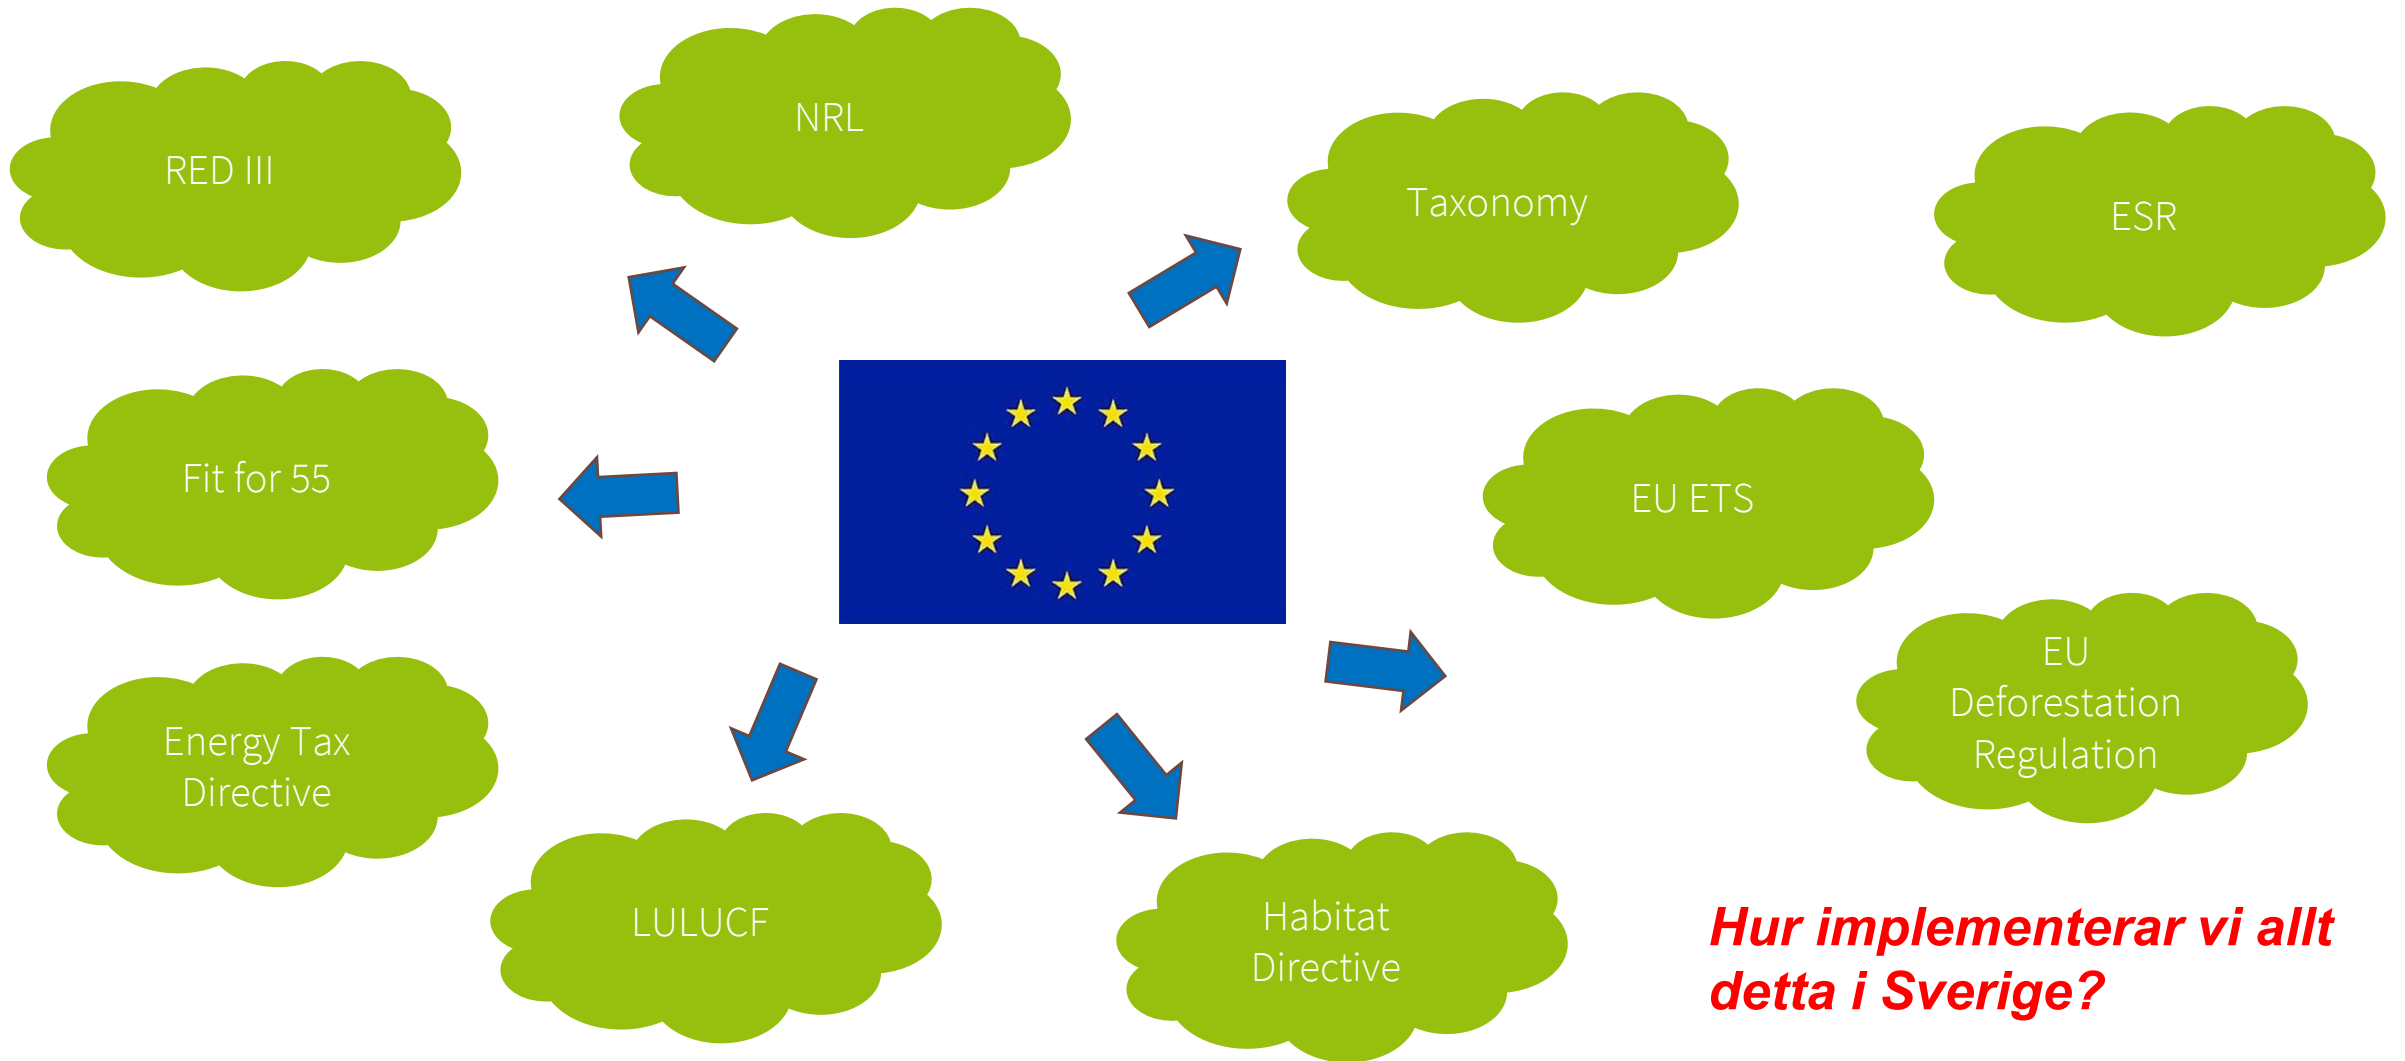 NRL
RED III
Taxonomy
ESR
Fit for 55
EU ETS
EU
Deforestation
Regulation
Energy Tax
Directive
LULUCF
Habitat
Directive
Hur implementerar vi allt
detta i Sverige?